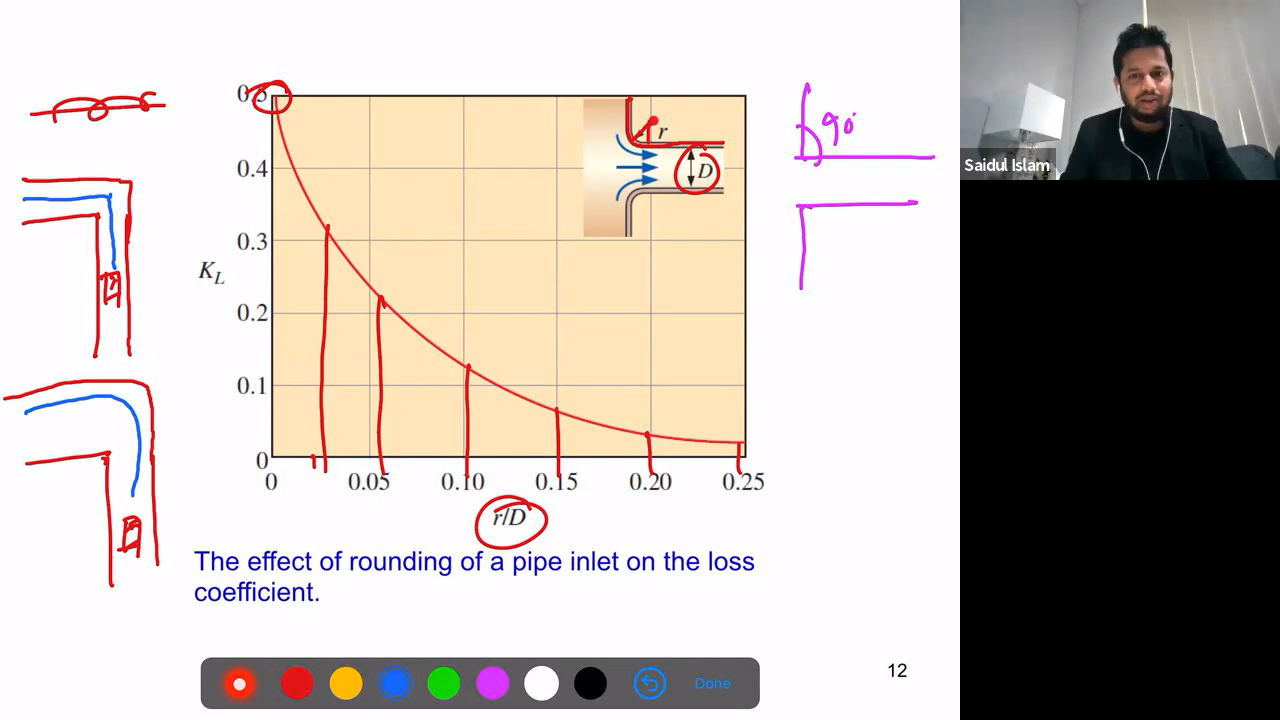 0.5
0.4
0.3
0.2
0.1
0
K_L
r
D
0 0.05 0.10 0.15 0.20 0.25
r/D
The effect of rounding of a pipe inlet on the loss
coefficient.
90°
Saidul Islam
12
Done